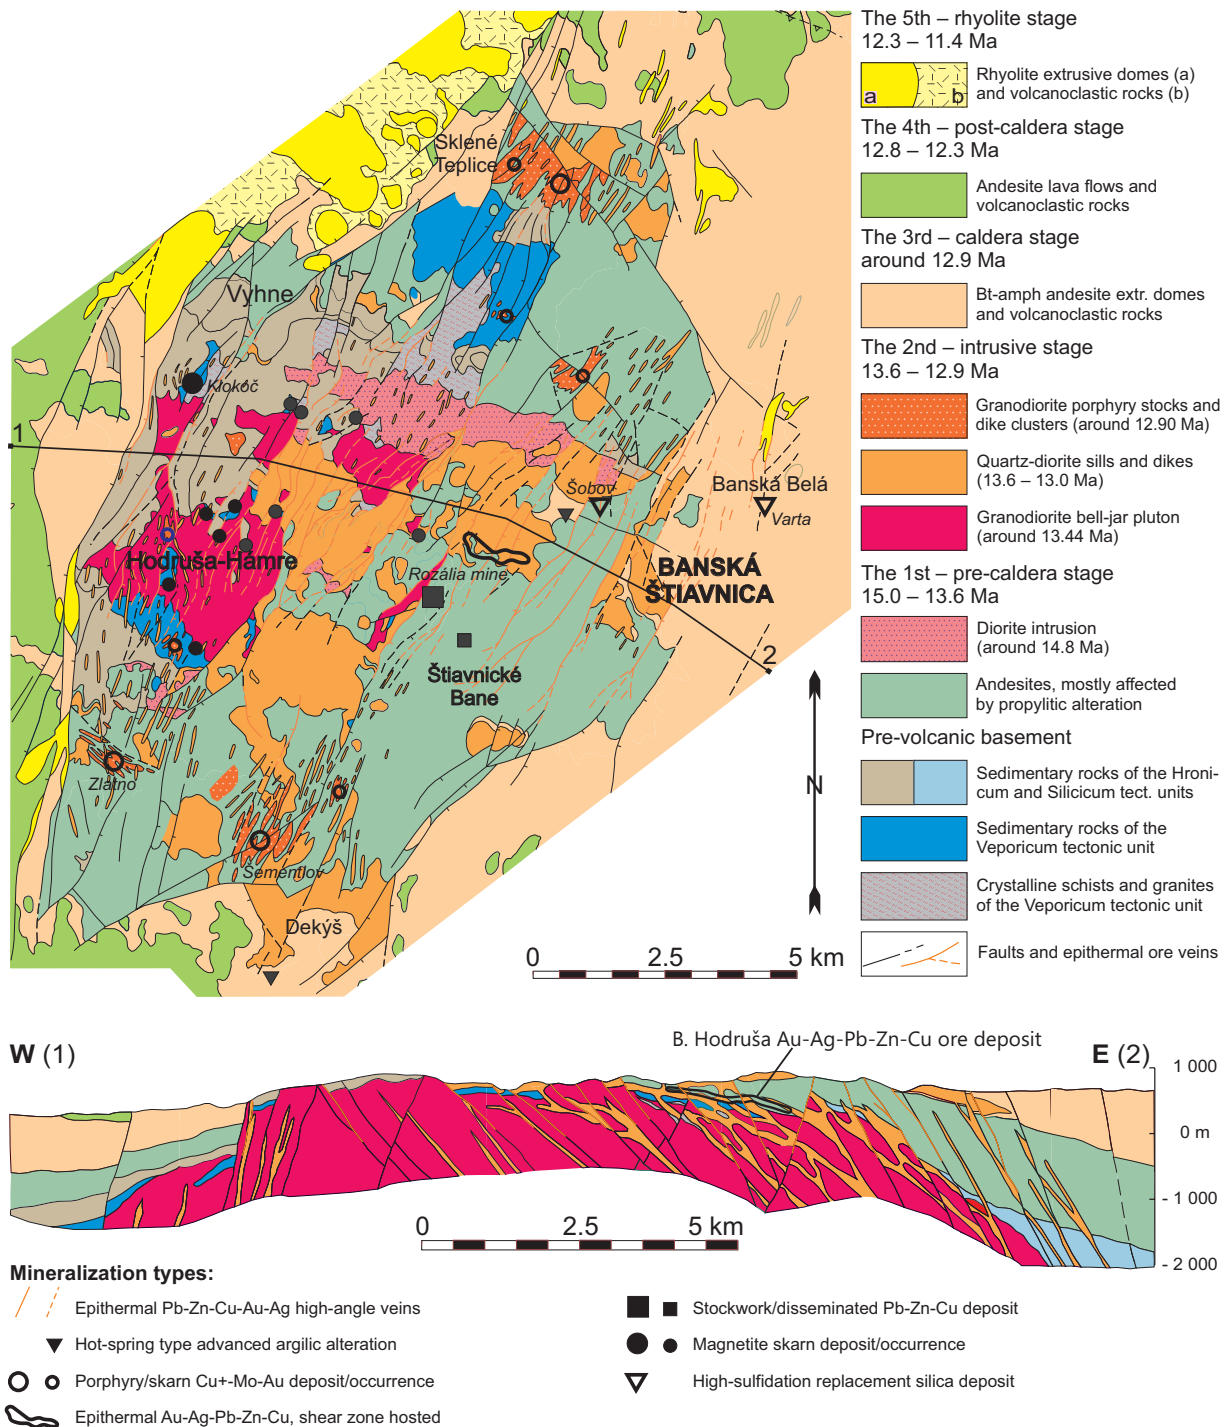 The 5th – rhyolite stage
12.3 – 11.4 Ma
a
b
Rhyolite extrusive domes (a)
and volcanoclastic rocks (b)
The 4th – post-caldera stage
12.8 – 12.3 Ma
Andesite lava flows and
volcanoclastic rocks
The 3rd – caldera stage
around 12.9 Ma
Bt-amph andesite extr. domes
and volcanoclastic rocks
The 2nd – intrusive stage
13.6 – 12.9 Ma
Granodiorite porphyry stocks and
dike clusters (around 12.90 Ma)
Quartz-diorite sills and dikes
(13.6 – 13.0 Ma)
Granodiorite bell-jar pluton
(around 13.44 Ma)
The 1st – pre-caldera stage
15.0 – 13.6 Ma
Diorite intrusion
(around 14.8 Ma)
Andesites, mostly affected
by propylitic alteration
Pre-volcanic basement
Sedimentary rocks of the Hroni-
cum and Silicicum tect. units
Sedimentary rocks of the
Veporicum tectonic unit
Crystalline schists and granites
of the Veporicum tectonic unit
Faults and epithermal ore veins
Sklené
Teplice
Vyhne
Klokoč
1
Šobov
Banská Belá
Varta
Hodruša-Hámre
Rozália mine
BANSKÁ
ŠTIAVNICA
2
Štiavnické
Bane
Zlatno
N
Šementlov
Dekýš
0 2.5 5 km
B. Hodruša Au-Ag-Pb-Zn-Cu ore deposit
W (1)
E (2)
1 000
0 m
- 1 000
- 2 000
0 2.5 5 km
Mineralization types:
Epithermal Pb-Zn-Cu-Au-Ag high-angle veins
Hot-spring type advanced argilic alteration
Porphyry/skarn Cu+-Mo-Au deposit/occurrence
Epithermal Au-Ag-Pb-Zn-Cu, shear zone hosted
Stockwork/disseminated Pb-Zn-Cu deposit
Magnetite skarn deposit/occurrence
High-sulfidation replacement silica deposit